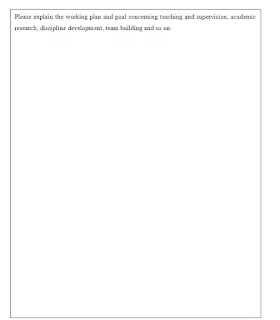 Please explain the working plan and goal concerning teaching and supervision, academic
research, discipline development, team building and so on.